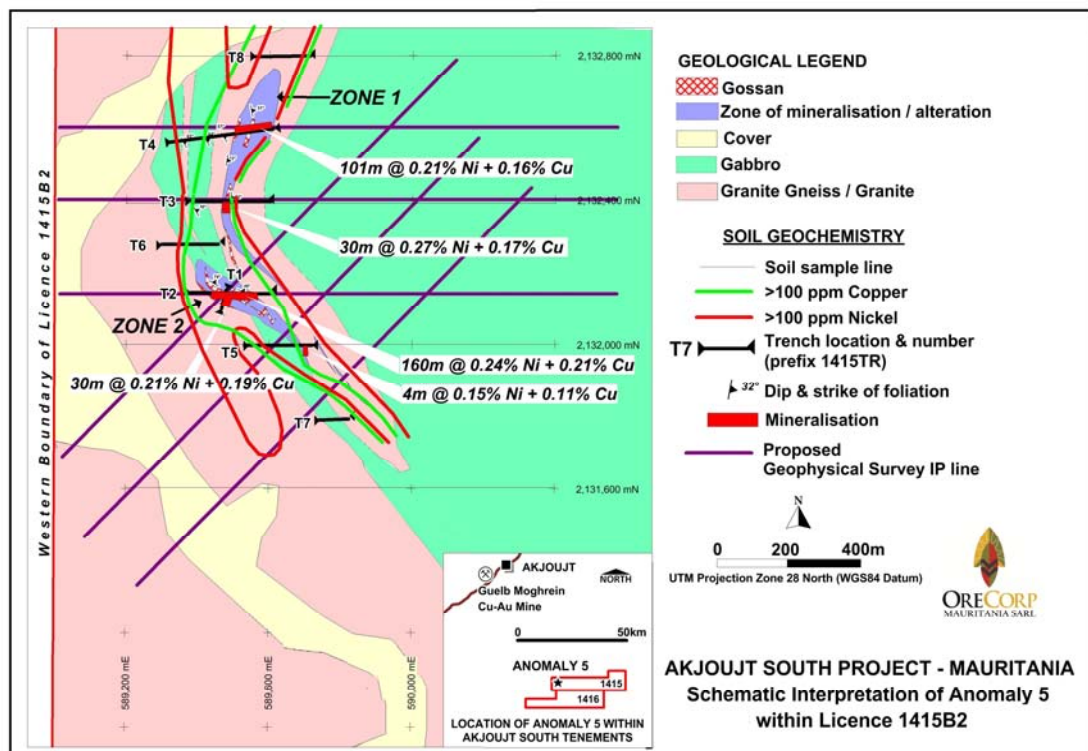 Western Boundary of Licence 1415B2
T8
2,132,800 mN
ZONE 1
T4
101m @ 0.21% Ni + 0.16% Cu
T3
2,132,400 mN
30m @ 0.27% Ni + 0.17% Cu
T6
T1
T2
ZONE 2
T5
2,132,000 mN
160m @ 0.24% Ni + 0.21% Cu
30m @ 0.21% Ni + 0.19% Cu
4m @ 0.15% Ni + 0.11% Cu
T7
2,131,600 mN
589,200 mE
589,600 mE
590,000 mE
AKJOUJT
Guelb Moghrein
Cu-Au Mine
NORTH
0 50km
ANOMALY 5
1415
1416
LOCATION OF ANOMALY 5 WITHIN
AKJOUJT SOUTH TENEMENTS
GEOLOGICAL LEGEND
Gossan
Zone of mineralisation / alteration
Cover
Gabbro
Granite Gneiss / Granite
SOIL GEOCHEMISTRY
Soil sample line
>100 ppm Copper
>100 ppm Nickel
T7 Trench location & number
(prefix 1415TR)
32° Dip & strike of foliation
Mineralisation
Proposed
Geophysical Survey IP line
N
0 200 400m
UTM Projection Zone 28 North (WGS84 Datum)
ORECORP
MAURITANIA SARL
AKJOUJT SOUTH PROJECT - MAURITANIA
Schematic Interpretation of Anomaly 5
within Licence 1415B2